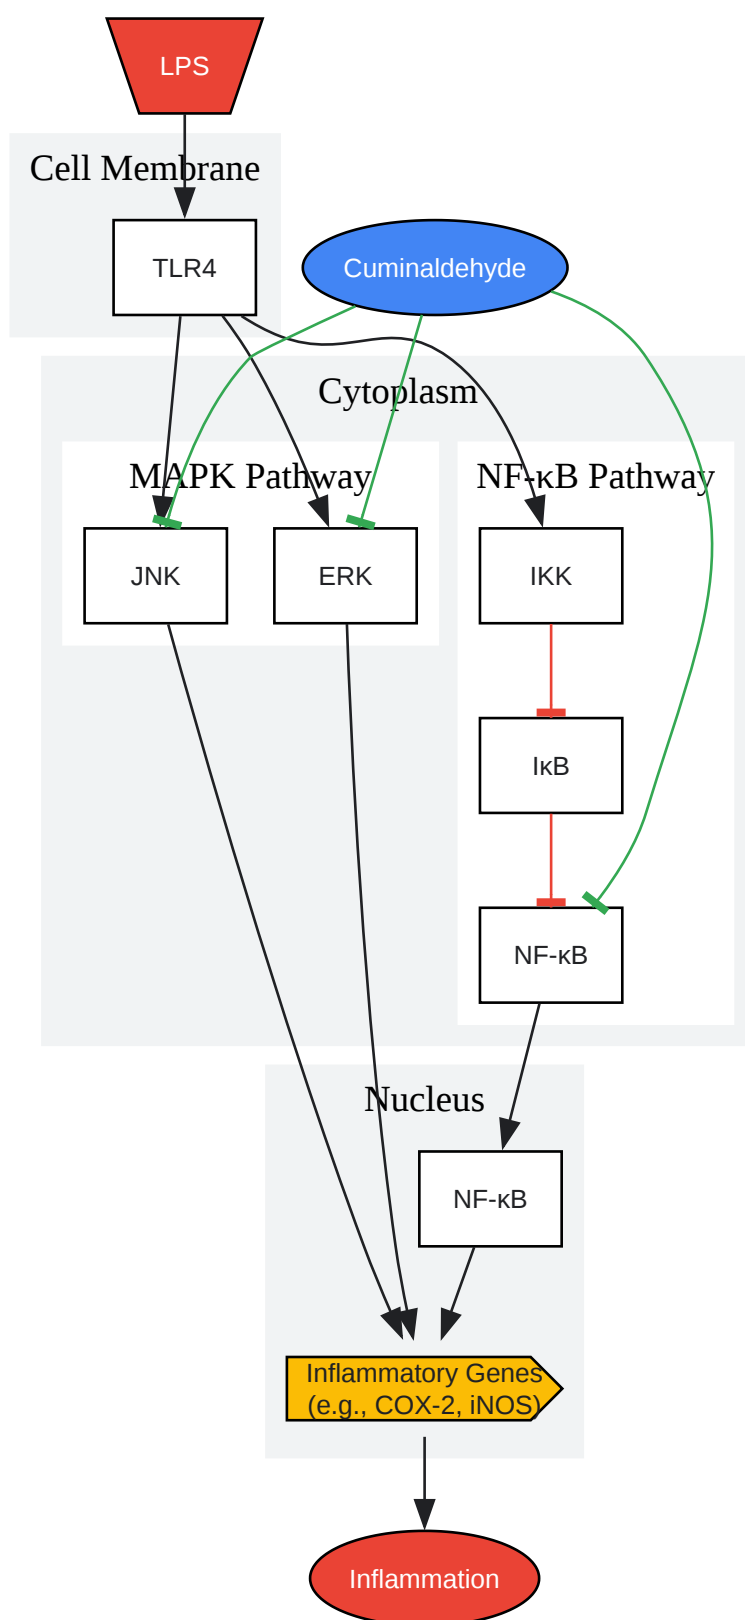 LPS
Cell Membrane
TLR4
Cuminaldehyde
Cytoplasm
MAPK Pathway
NF-κB Pathway
JNK
ERK
IKK
IκB
NF-κB
Nucleus
NF-κB
Inflammatory Genes
(e.g., COX-2, iNOS)
Inflammation